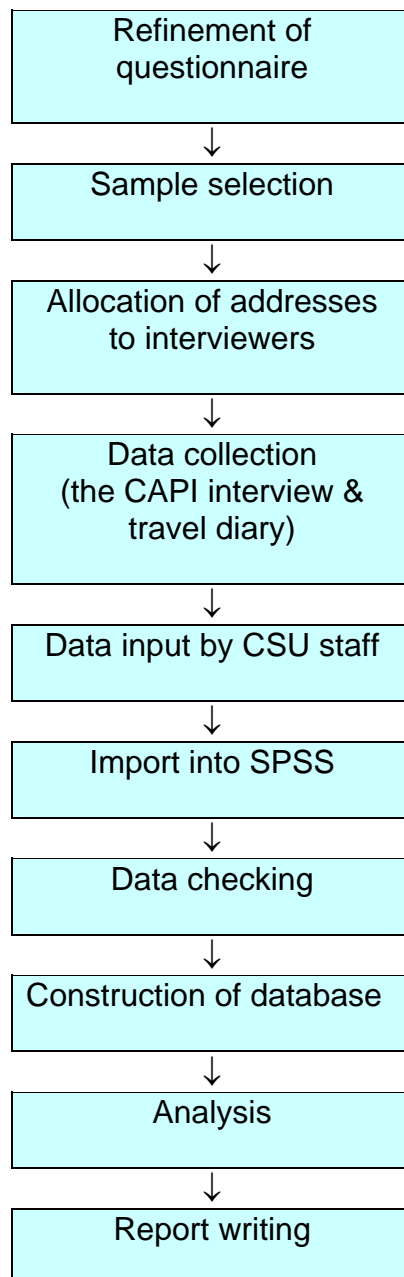 Refinement of
questionnaire
↓
Sample selection
↓
Allocation of addresses
to interviewers
↓
Data collection
(the CAPI interview &
travel diary)
↓
Data input by CSU staff
↓
Import into SPSS
↓
Data checking
↓
Construction of database
↓
Analysis
↓
Report writing